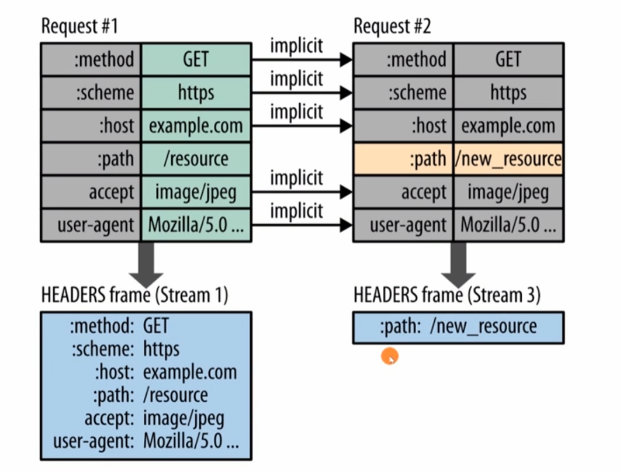 Request #1
:method GET
:scheme https
:host example.com
:path /resource
accept image/jpeg
user-agent Mozilla/5.0 ...
implicit
implicit
implicit
implicit
implicit
Request #2
:method GET
:scheme https
:host example.com
:path /new_resource
accept image/jpeg
user-agent Mozilla/5.0 ...
HEADERS frame (Stream 1)
:method: GET
:scheme: https
:host: example.com
:path: /resource
accept: image/jpeg
user-agent: Mozilla/5.0 ...
HEADERS frame (Stream 3)
:path: /new_resource